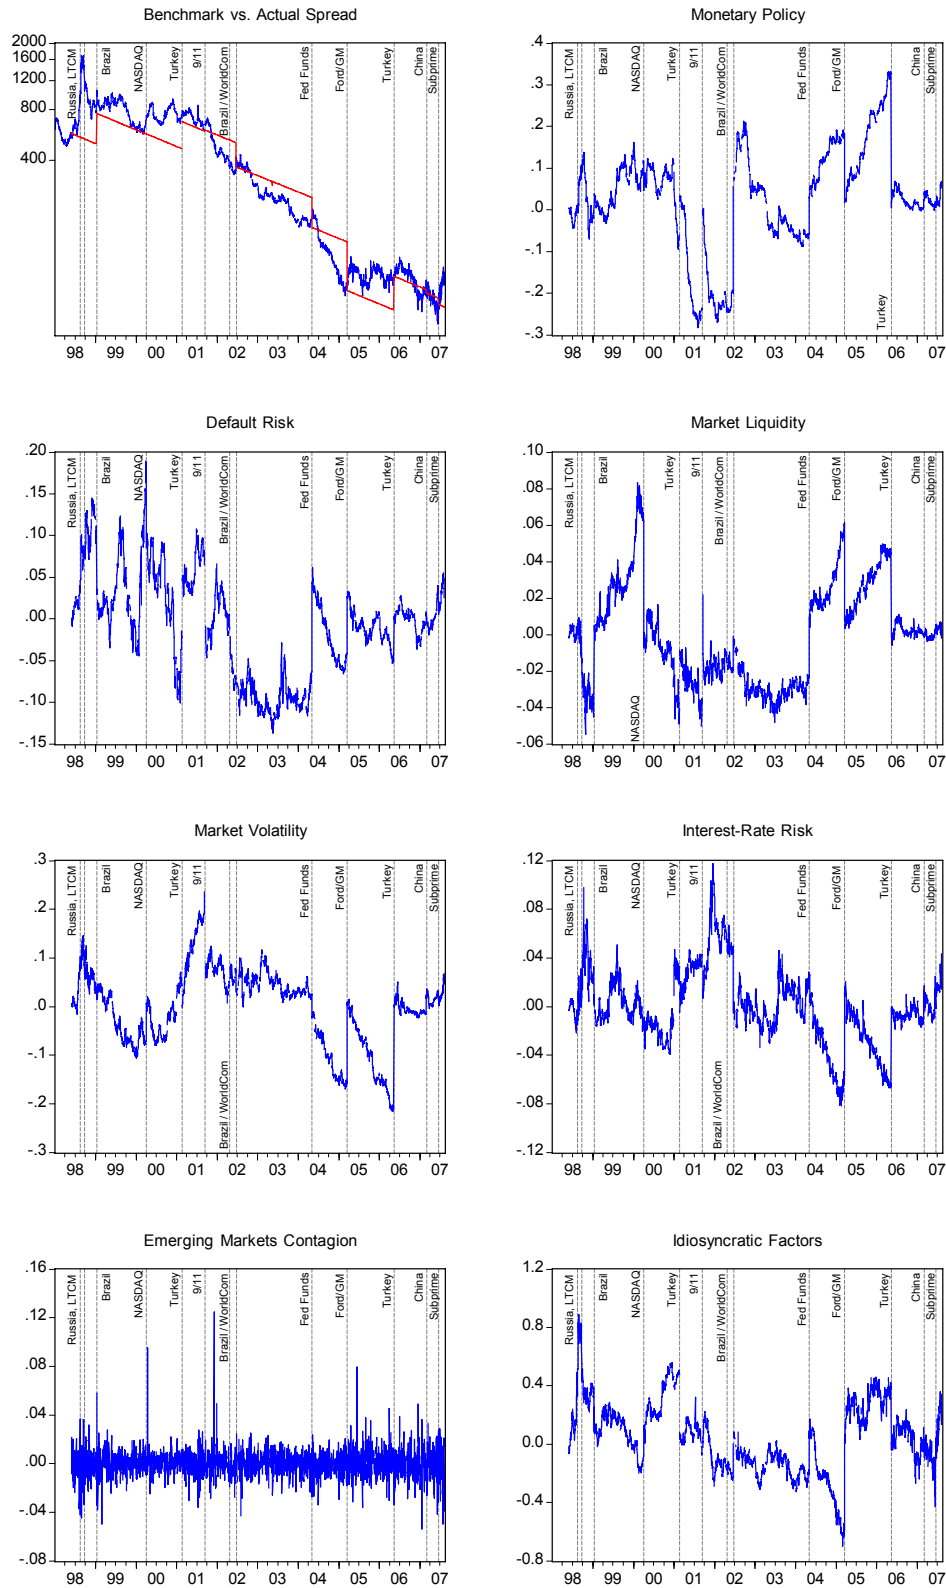 Benchmark vs. Actual Spread
2000
1600
1200
800
400
Russia, LTCM
Brazil
NASDAQ
Turkey
9/11
Brazil / WorldCom
Fed Funds
Ford/GM
Turkey
China
Subprime
98 99 00 01 02 03 04 05 06 07
Monetary Policy
.4
.3
.2
.1
.0
-.1
-.2
-.3
Russia, LTCM
Brazil
NASDAQ
Turkey
9/11
Brazil / WorldCom
Fed Funds
Ford/GM
Turkey
China
Subprime
98 99 00 01 02 03 04 05 06 07
Default Risk
.20
.15
.10
.05
.00
-.05
-.10
-.15
Russia, LTCM
Brazil
NASDAQ
Turkey
9/11
Brazil / WorldCom
Fed Funds
Ford/GM
Turkey
China
Subprime
98 99 00 01 02 03 04 05 06 07
Market Liquidity
.10
.08
.06
.04
.02
.00
-.02
-.04
-.06
Russia, LTCM
Brazil
NASDAQ
Turkey
9/11
Brazil / WorldCom
Fed Funds
Ford/GM
Turkey
China
Subprime
98 99 00 01 02 03 04 05 06 07
Market Volatility
.3
.2
.1
.0
-.1
-.2
-.3
Russia, LTCM
Brazil
NASDAQ
Turkey
9/11
Brazil / WorldCom
Fed Funds
Ford/GM
Turkey
China
Subprime
98 99 00 01 02 03 04 05 06 07
Interest-Rate Risk
.12
.08
.04
.00
-.04
-.08
-.12
Russia, LTCM
Brazil
NASDAQ
Turkey
9/11
Brazil / WorldCom
Fed Funds
Ford/GM
Turkey
China
Subprime
98 99 00 01 02 03 04 05 06 07
Emerging Markets Contagion
.16
.12
.08
.04
.00
-.04
-.08
Russia, LTCM
Brazil
NASDAQ
Turkey
9/11
Brazil / WorldCom
Fed Funds
Ford/GM
Turkey
China
Subprime
98 99 00 01 02 03 04 05 06 07
Idiosyncratic Factors
1.2
0.8
0.4
0.0
-0.4
-0.8
Russia, LTCM
Brazil
NASDAQ
Turkey
9/11
Brazil / WorldCom
Fed Funds
Ford/GM
Turkey
China
Subprime
98 99 00 01 02 03 04 05 06 07